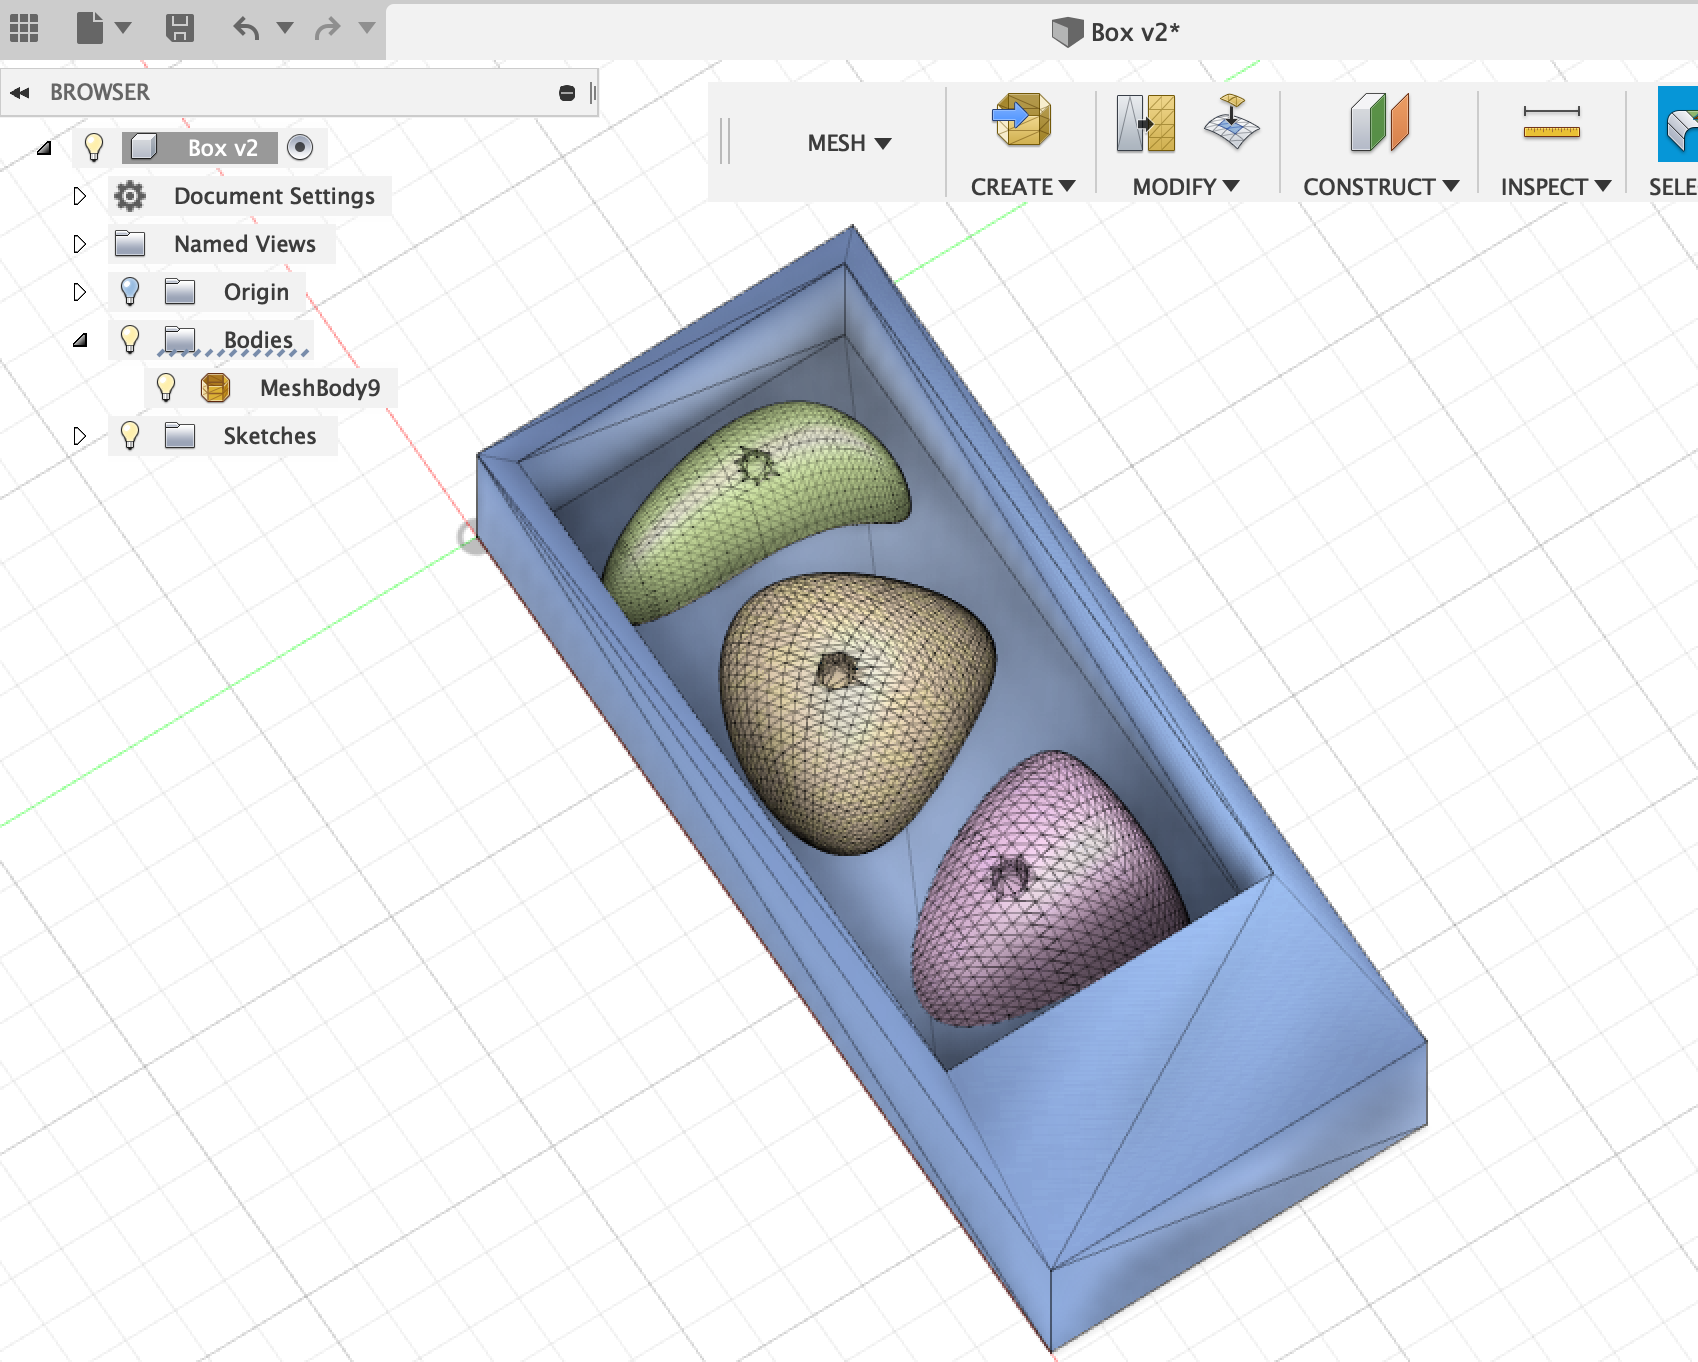 Box v2*
BROWSER
Box v2
Document Settings
Named Views
Origin
Bodies
MeshBody9
Sketches
MESH
CREATE
MODIFY
CONSTRUCT
INSPECT
SELE